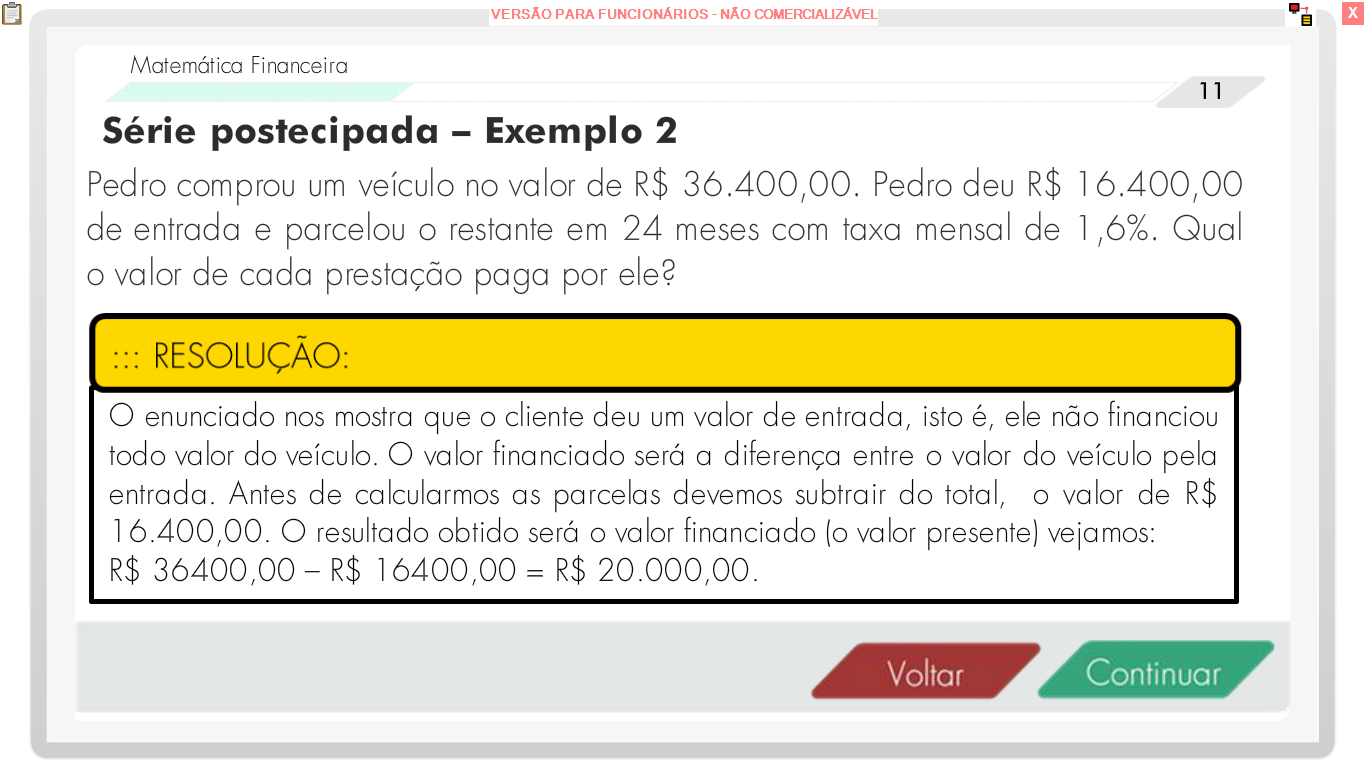 VERSÃO PARA FUNCIONÁRIOS - NÃO COMERCIALIZÁVEL
X
Matemática Financeira
11
Série postecipada – Exemplo 2
Pedro comprou um veículo no valor de R$ 36.400,00. Pedro deu R$ 16.400,00
de entrada e parcelou o restante em 24 meses com taxa mensal de 1,6%. Qual
o valor de cada prestação paga por ele?
::: RESOLUÇÃO:
O enunciado nos mostra que o cliente deu um valor de entrada, isto é, ele não financiou
todo valor do veículo. O valor financiado será a diferença entre o valor do veículo pela
entrada. Antes de calcularmos as parcelas devemos subtrair do total, o valor de R$
16.400,00. O resultado obtido será o valor financiado (o valor presente) vejamos:
R$ 36400,00 – R$ 16400,00 = R$ 20.000,00.
Voltar
Continuar